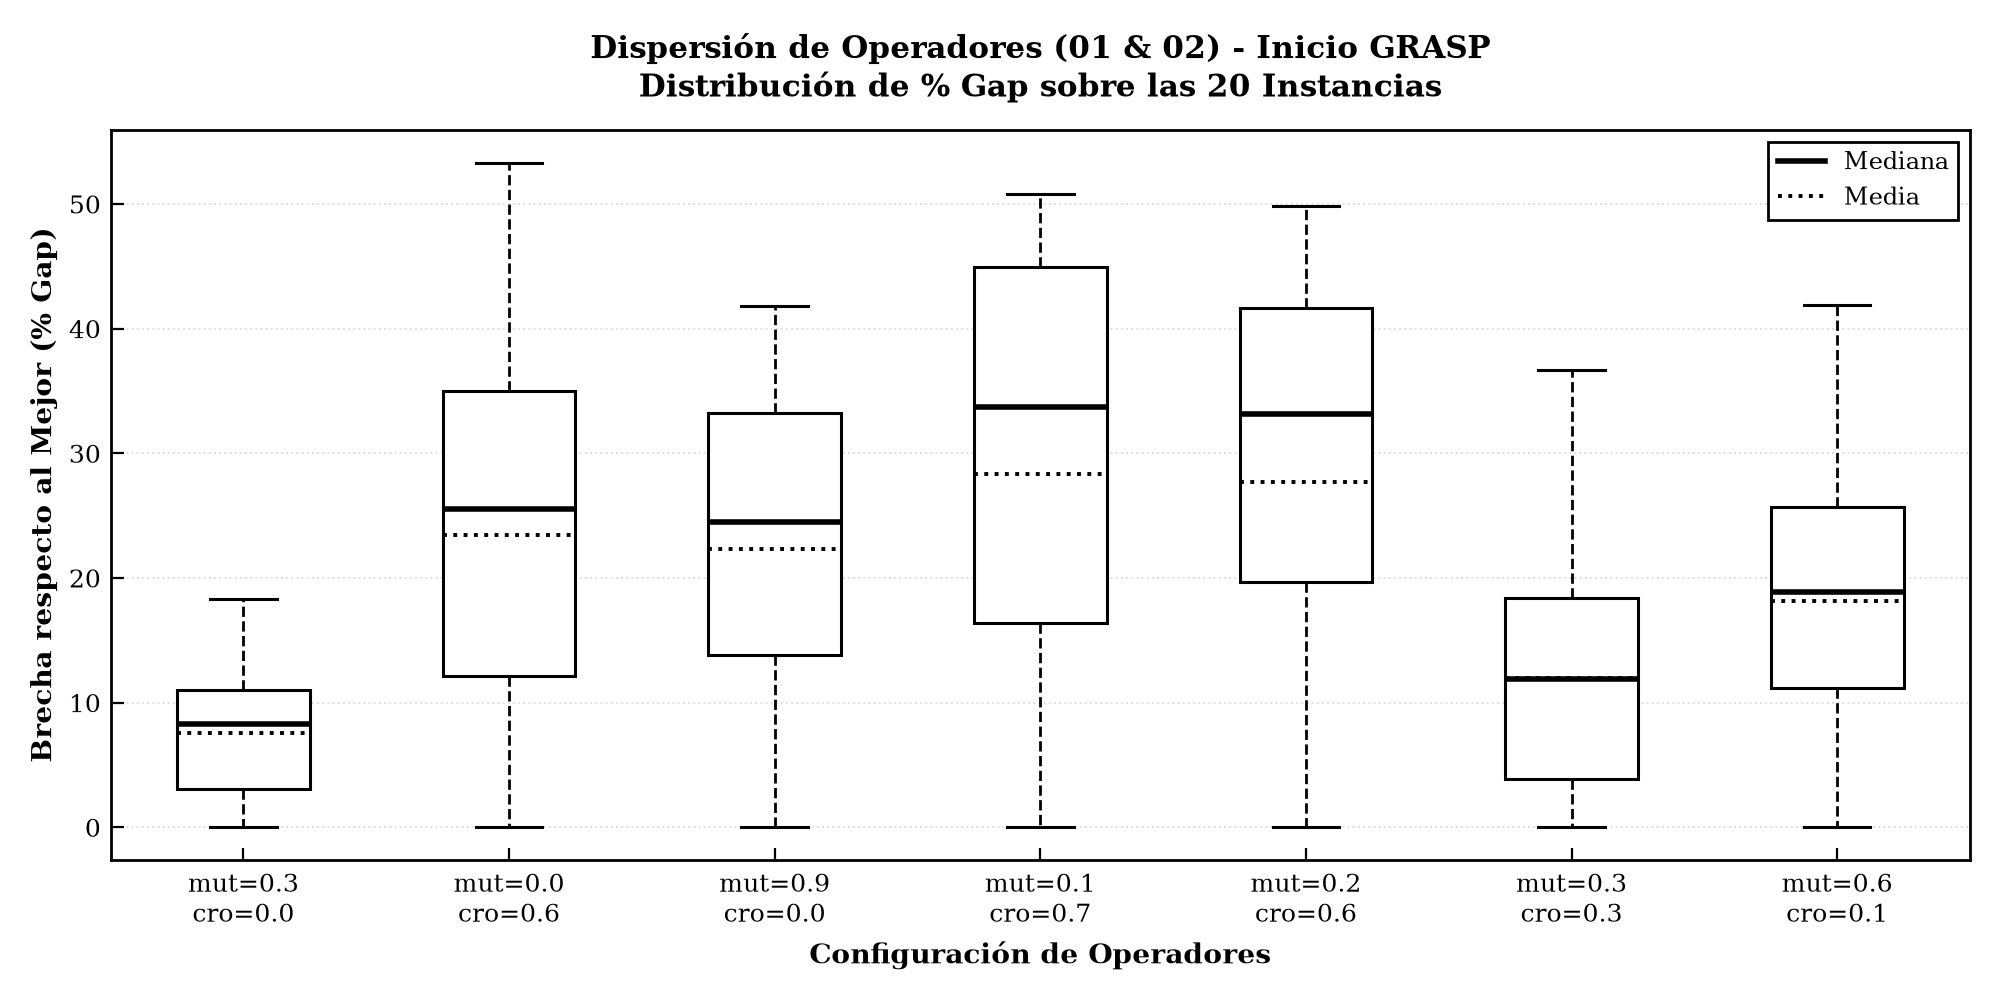 Dispersión de Operadores (01 & 02) - Inicio GRASP
Distribución de % Gap sobre las 20 Instancias
Mediana
Media
Brecha respecto al Mejor (% Gap)
50
40
30
20
10
0
mut=0.3
cro=0.0
mut=0.0
cro=0.6
mut=0.9
cro=0.0
mut=0.1
cro=0.7
mut=0.2
cro=0.6
mut=0.3
cro=0.3
mut=0.6
cro=0.1
Configuración de Operadores